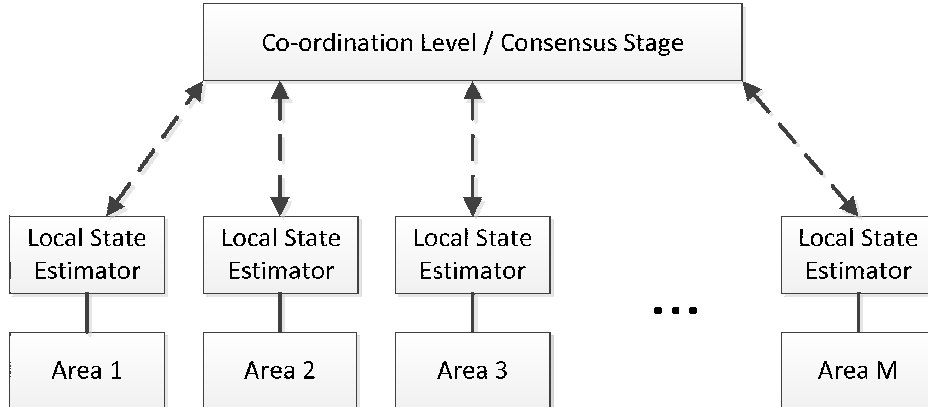 Co-ordination Level / Consensus Stage
Local State
Estimator
Local State
Estimator
Local State
Estimator
...
Local State
Estimator
Area 1
Area 2
Area 3
Area M